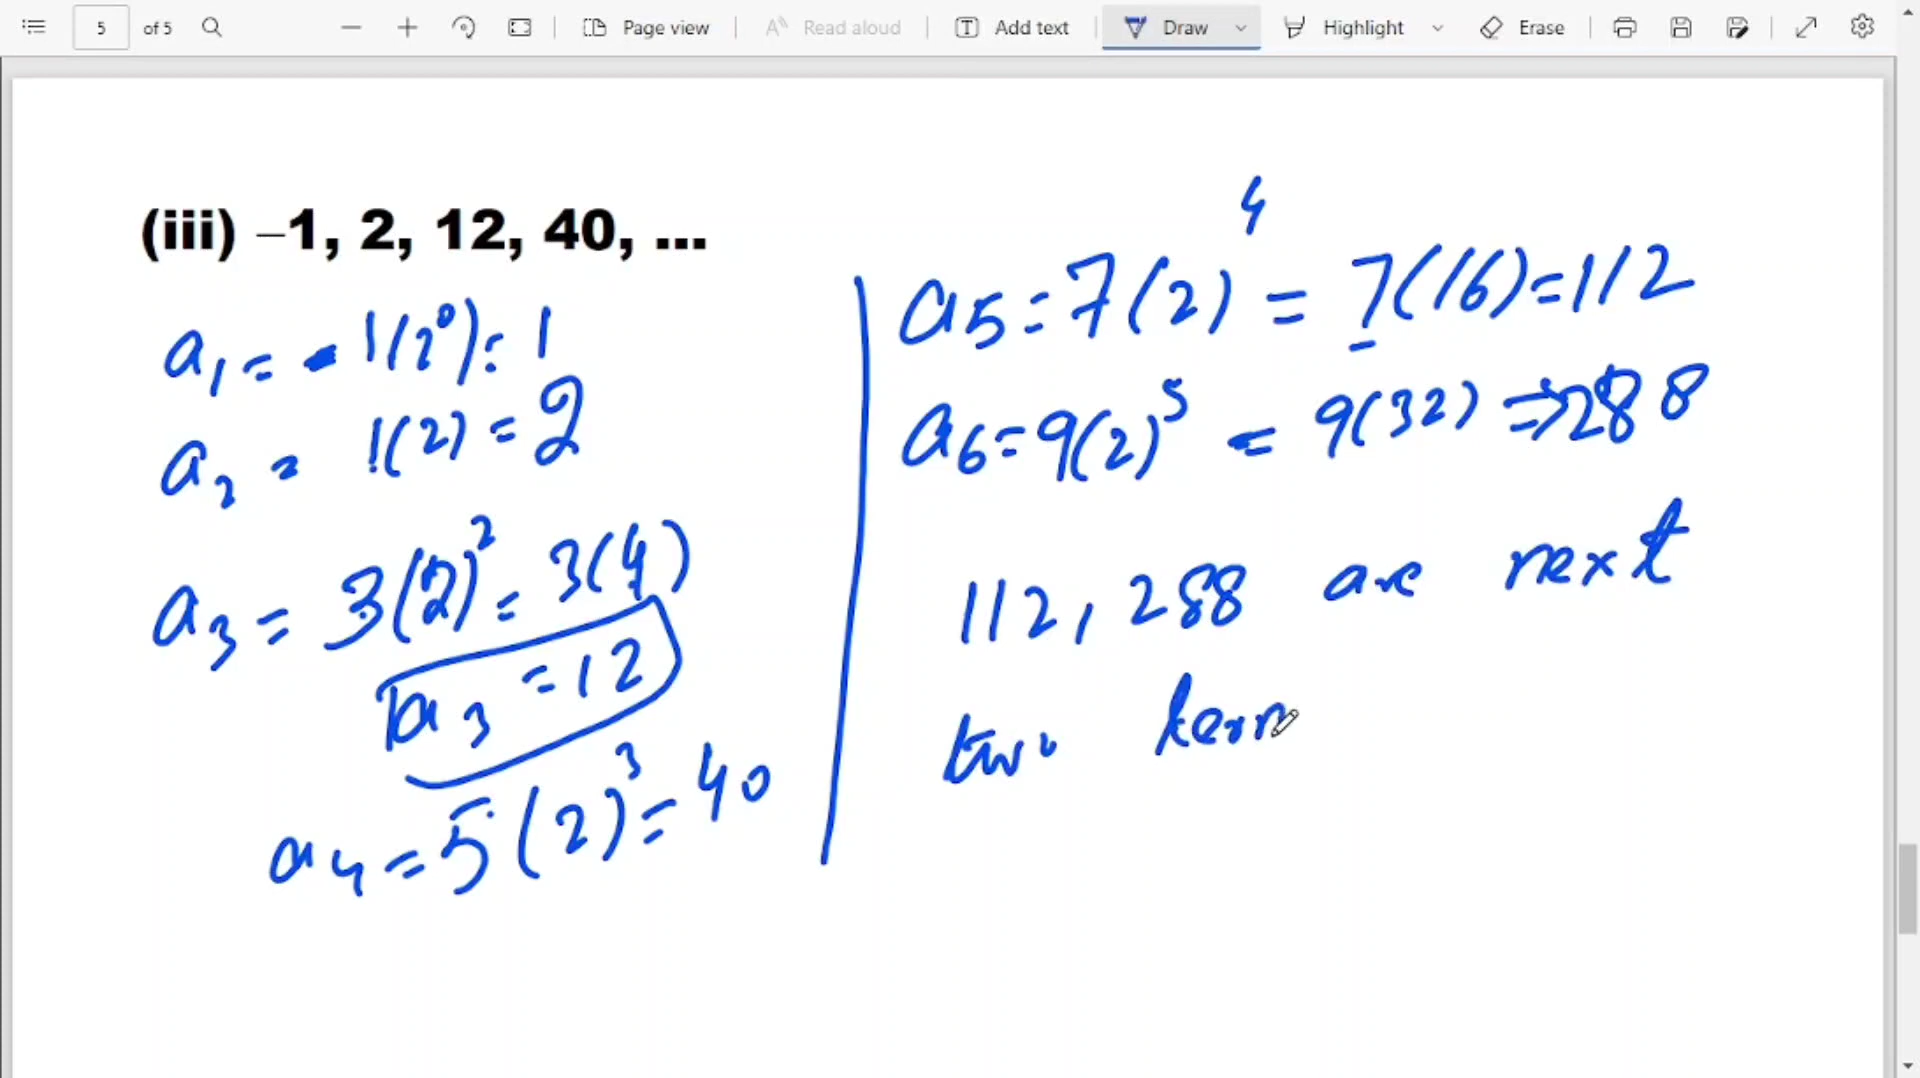 5 of 5 Page view Read aloud Add text Draw Highlight Erase
(iii) –1, 2, 12, 40, ...
a₁ = - 1(2⁰) = 1
a₂ = 1(2) = 2
a₃ = 3(2)² = 3(4)
a₃ = 12
a₄ = 5(2)³ = 40
a₅ = 7(2)⁴ = 7(16) = 112
a₆ = 9(2)⁵ = 9(32) = 288
112, 288 are next
two term